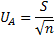 U_A = S / √n